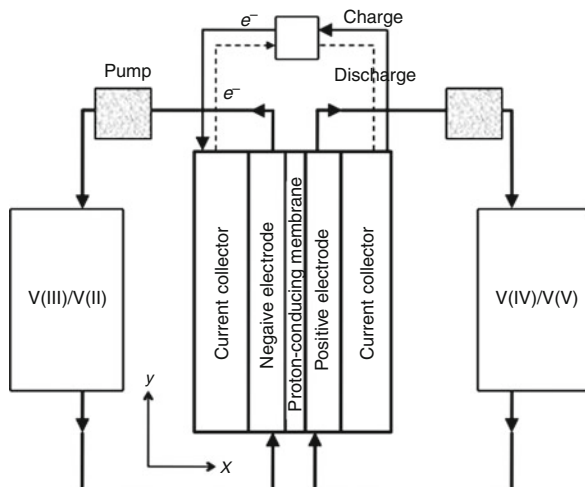 e⁻
Charge
Pump
e⁻
Discharge
V(III)/V(II)
Current collector
Negaive electrode
Proton-conducing membrane
Positive electrode
Current collector
V(IV)/V(V)
y
x